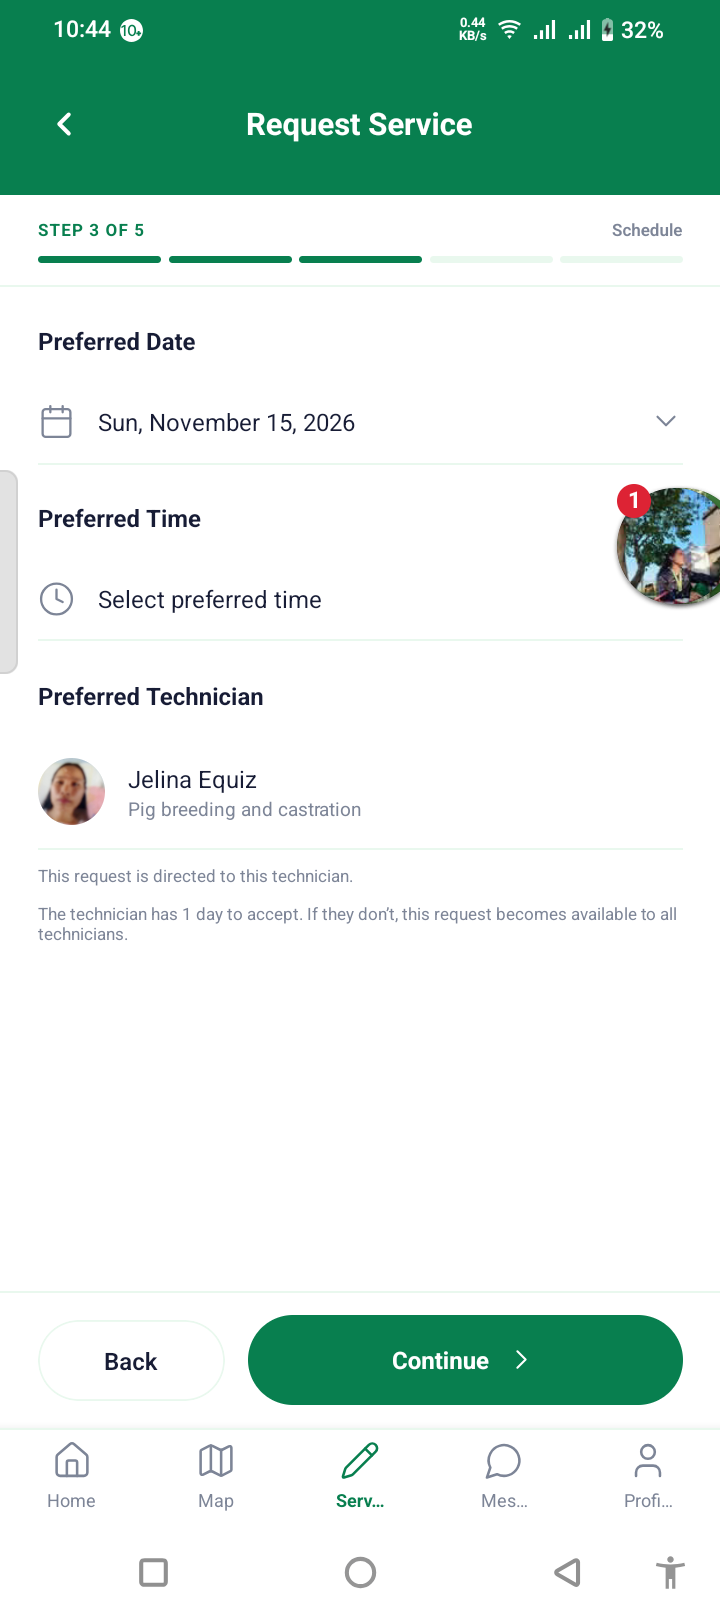 10:44 10+ 0.44 KB/s 32%
Request Service
STEP 3 OF 5 Schedule
Preferred Date
Sun, November 15, 2026
Preferred Time
1
Select preferred time
Preferred Technician
Jelina Equiz
Pig breeding and castration
This request is directed to this technician.
The technician has 1 day to accept. If they don’t, this request becomes available to all
technicians.
Back Continue
Home Map Serv... Mes... Profi...